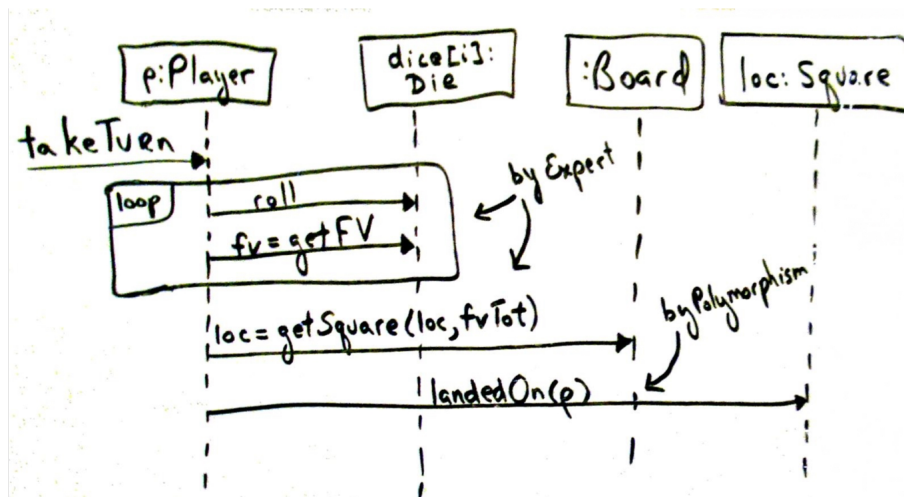 p:Player
dice[i]:
Die
:Board
loc: Square
takeTurn
loop
roll
fv = getFV
by Expert
loc = getSquare(loc, fvTot)
by Polymorphism
landedOn(p)